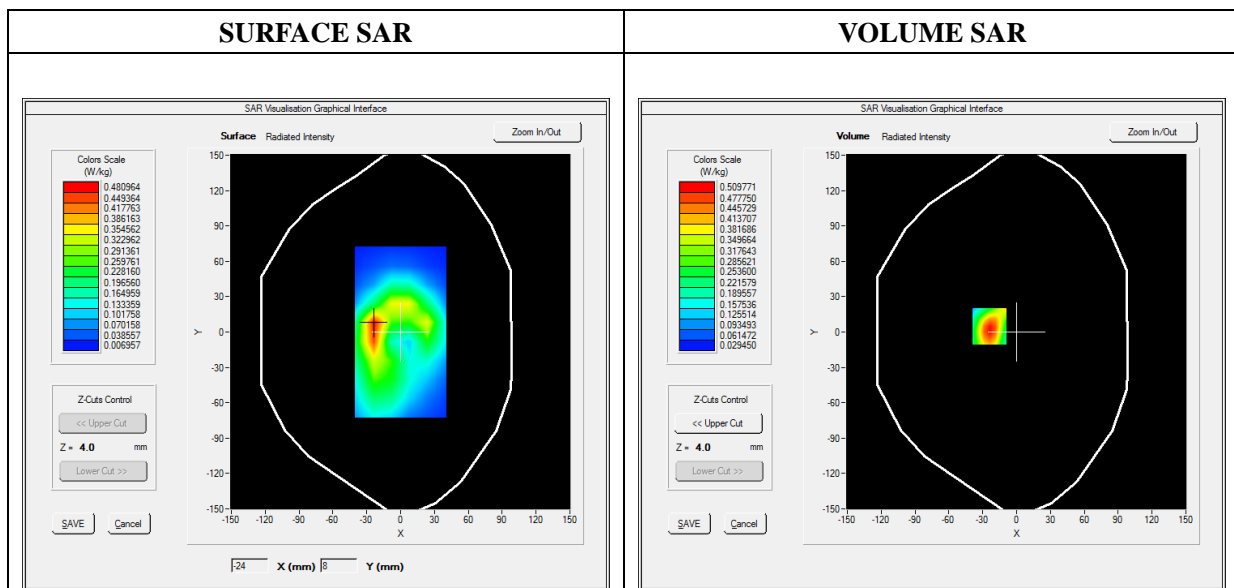 SURFACE SAR
VOLUME SAR
SAR Visualisation Graphical Interface
Surface Radiated Intensity
Zoom In/Out
Colors Scale
(W/kg)
0.480964
0.449364
0.417763
0.386163
0.354562
0.322962
0.291361
0.259761
0.228160
0.196560
0.164959
0.133359
0.101758
0.070158
0.038557
0.006957
Z-Cuts Control
<< Upper Cut
Z = 4.0 mm
Lower Cut >>
SAVE Cancel
150
120
90
60
30
0
-30
-60
-90
-120
-150
Y
-150 -120 -90 -60 -30 0 30 60 90 120 150
X
-24 X (mm) 8 Y (mm)
SAR Visualisation Graphical Interface
Volume Radiated Intensity
Zoom In/Out
Colors Scale
(W/kg)
0.509771
0.477750
0.445729
0.413707
0.381686
0.349664
0.317643
0.285621
0.253600
0.221579
0.189557
0.157536
0.125514
0.093493
0.061472
0.029450
Z-Cuts Control
<< Upper Cut
Z = 4.0 mm
Lower Cut >>
SAVE Cancel
150
120
90
60
30
0
-30
-60
-90
-120
-150
Y
-150 -120 -90 -60 -30 0 30 60 90 120 150
X